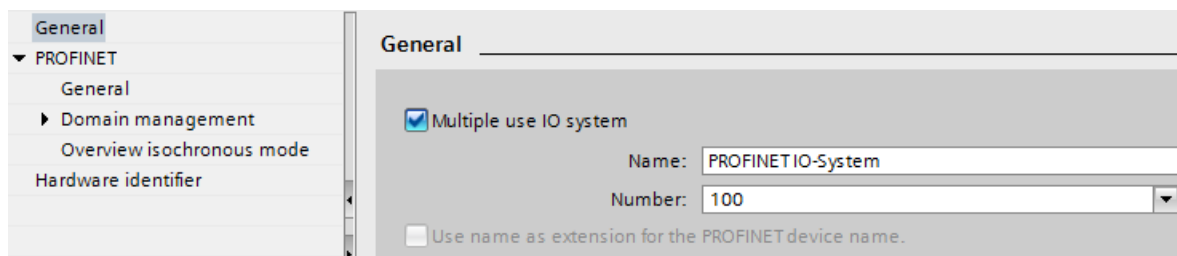 General
PROFINET
General
Domain management
Overview isochronous mode
Hardware identifier
General
Multiple use IO system
Name: PROFINET IO-System
Number: 100
Use name as extension for the PROFINET device name.